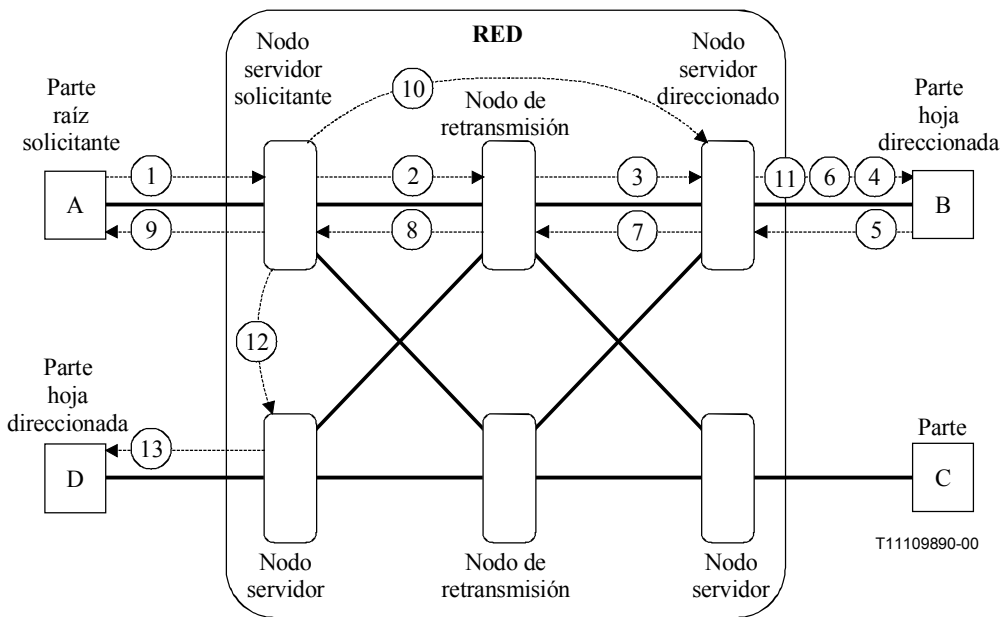 RED
Nodo
servidor
solicitante
Nodo de
retransmisión
Nodo
servidor
direccionado
Parte
raíz
solicitante
Parte
hoja
direccionada
10
1
2
3
11
6
4
A
B
9
8
7
5
12
Parte
hoja
direccionada
13
D
Parte
C
T11109890-00
Nodo
servidor
Nodo de
retransmisión
Nodo
servidor